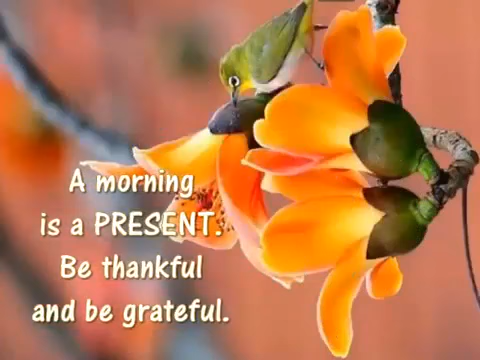 A morning
is a PRESENT.
Be thankful
and be grateful.